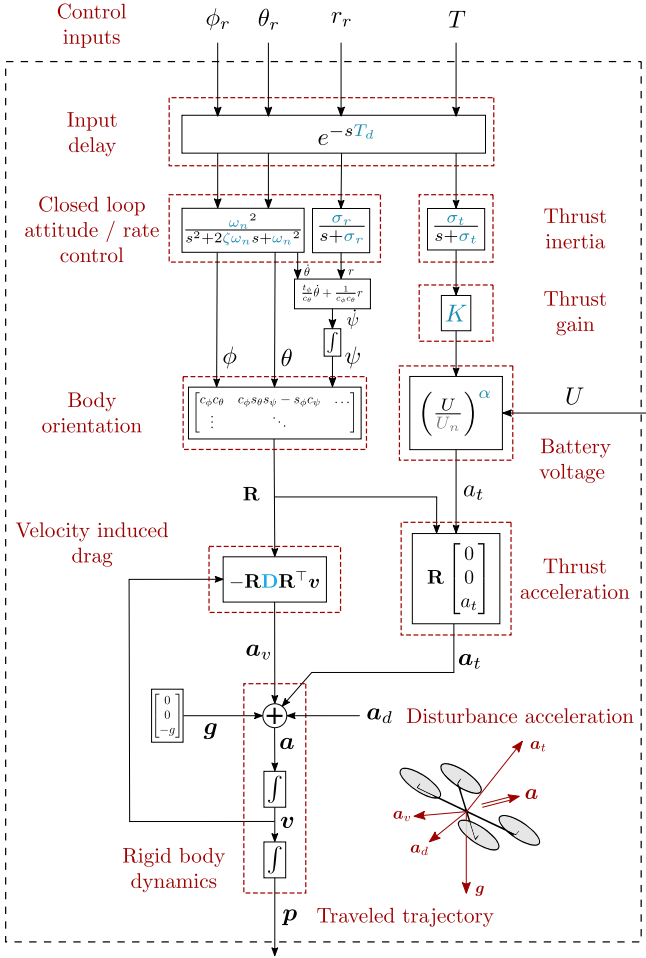 Control
inputs
ϕ_r θ_r r_r T
Input
delay
e^{−sT_d}
Closed loop
attitude / rate
control
ω_n² / (s²+2ζω_n s+ω_n²)
σ_r / (s+σ_r)
σ_t / (s+σ_t)
Thrust
inertia
θ̇ r
t_ϕ/c_θ θ̇ + 1/(c_ϕ c_θ) r
ψ̇
∫
K
Thrust
gain
ϕ θ ψ
Body
orientation
[c_ϕ c_θ c_ϕ s_θ s_ψ − s_ϕ c_ψ …
⋮ ⋱ ]
(U/U_n)^α
U
Battery
voltage
R
a_t
Velocity induced
drag
−RDR^⊤v
R [0
0
a_t]
Thrust
acceleration
a_v
a_t
[0
0
−g]
g
+
a_d
Disturbance acceleration
a
∫
v
∫
Rigid body
dynamics
p
Traveled trajectory
a_t
a
a_v
a_d
g